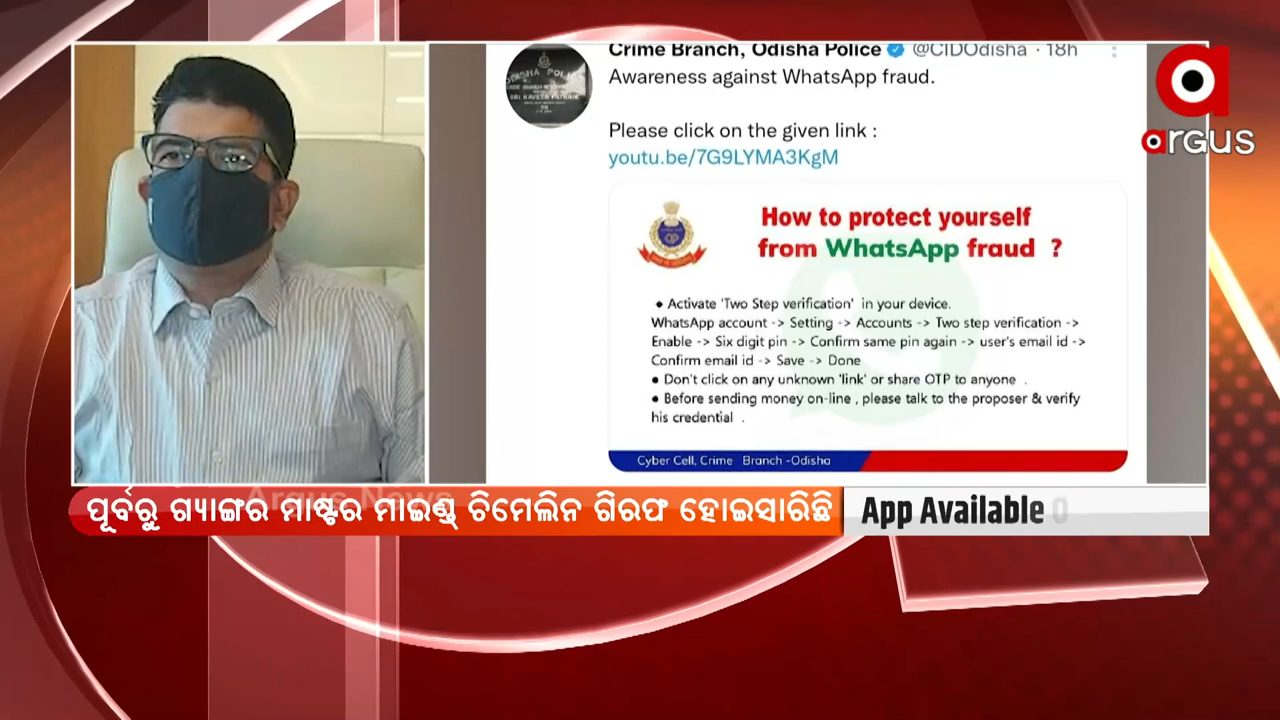 Crime Branch, Odisha Police @CIDOdisha · 18h
Awareness against WhatsApp fraud.
Please click on the given link :
youtu.be/7G9LYMA3KgM
How to protect yourself
from WhatsApp fraud ?
• Activate 'Two Step verification' in your device.
WhatsApp account -> Setting -> Accounts -> Two step verification ->
Enable -> Six digit pin -> Confirm same pin again -> user's email id ->
Confirm email id -> Save -> Done
• Don't click on any unknown 'link' or share OTP to anyone .
• Before sending money on-line , please talk to the proposer & verify
his credential .
Cyber Cell, Crime Branch -Odisha
argus
Argus News
ପୂର୍ବରୁ ଗ୍ୟାଙ୍ଗର ମାଷ୍ଟର ମାଇଣ୍ଡ୍ ଚିମେଲିନ ଗିରଫ ହୋଇସାରିଛି
App Available O